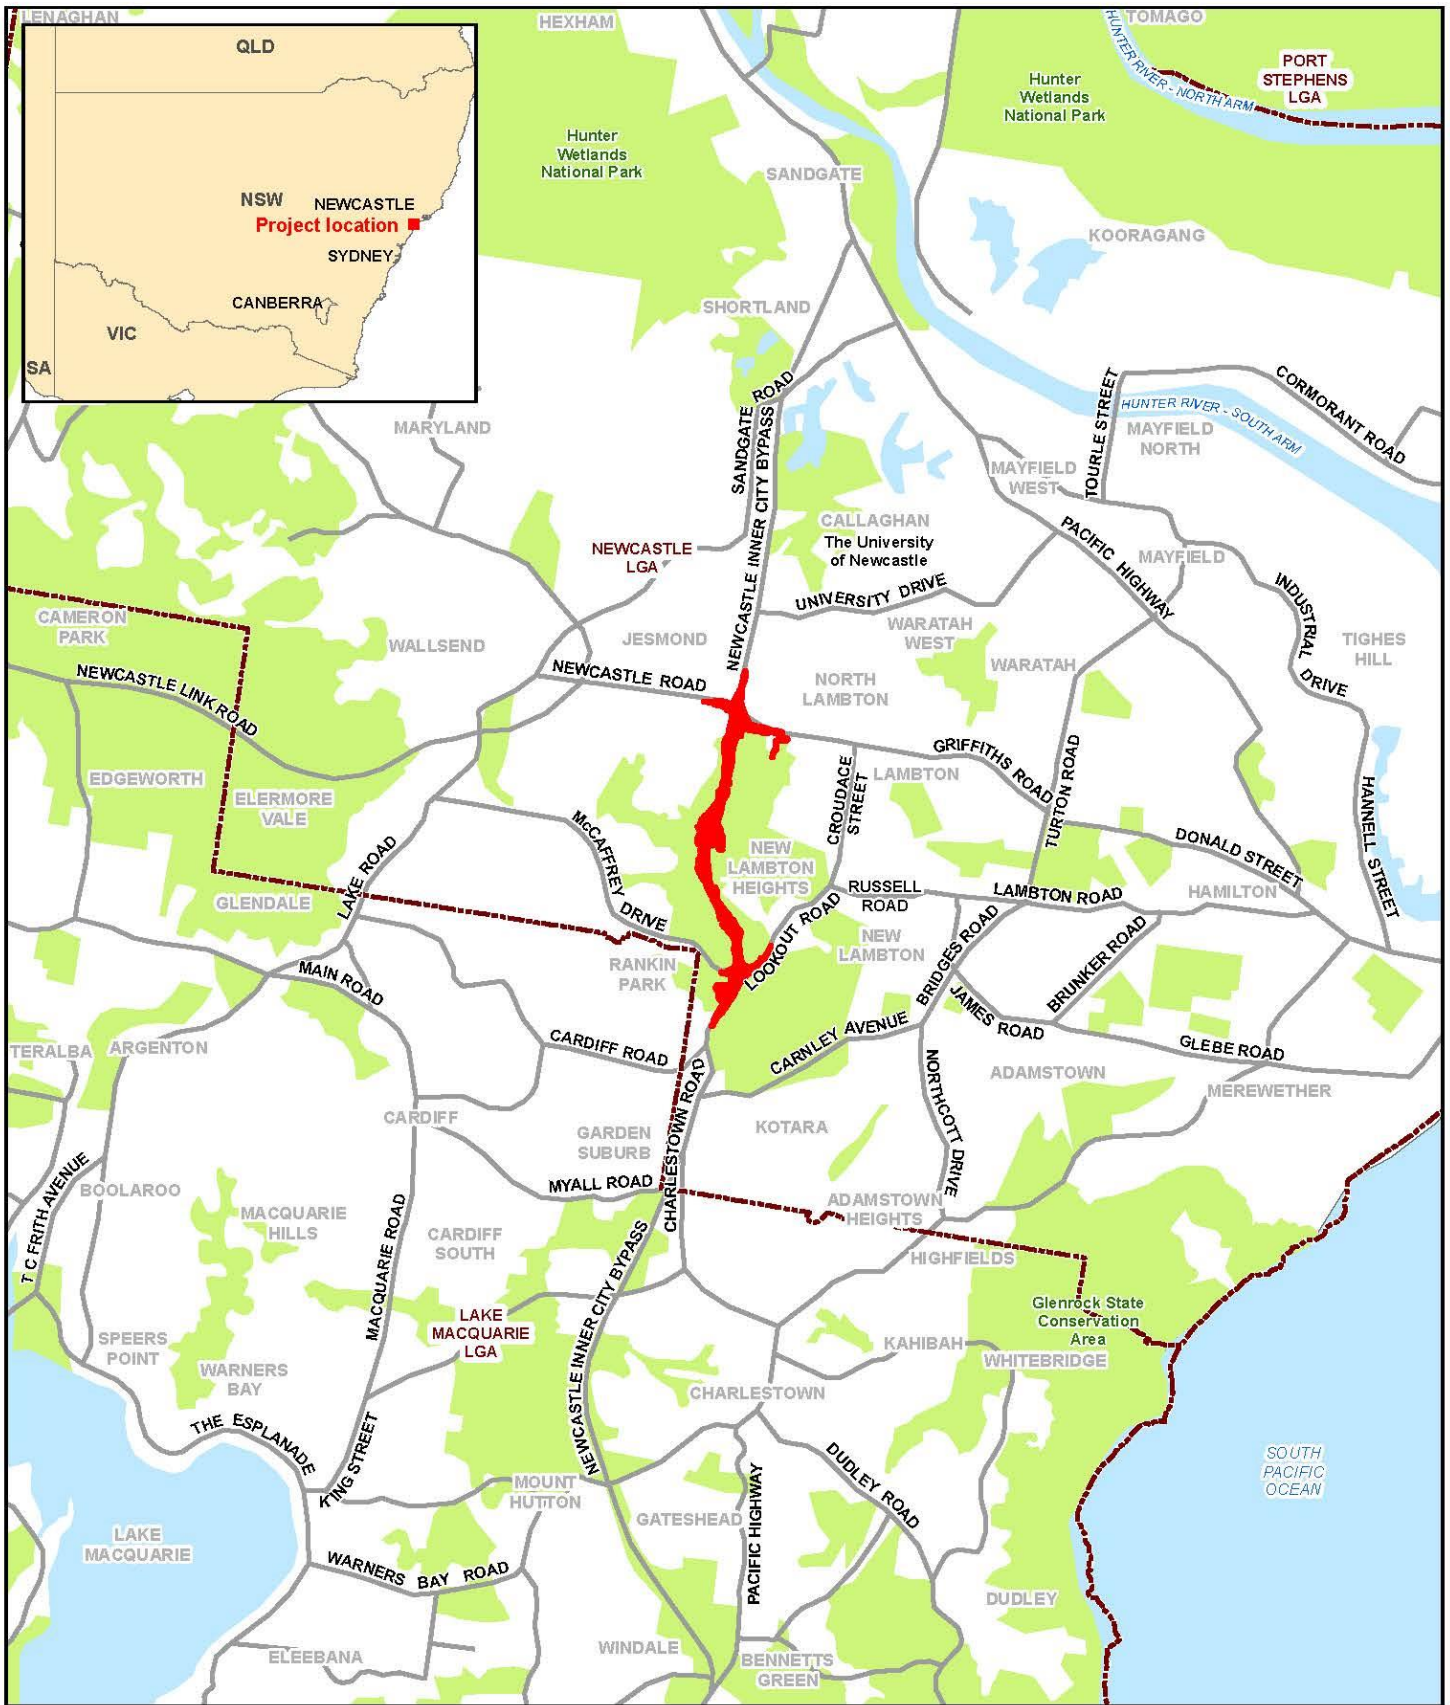 LENAGHAN
HEXHAM
TOMAGO
QLD
NSW
NEWCASTLE
Project location
SYDNEY
CANBERRA
VIC
SA
HUNTER RIVER - NORTH ARM
PORT
STEPHENS
LGA
Hunter
Wetlands
National Park
Hunter
Wetlands
National Park
SANDGATE
KOORAGANG
SHORTLAND
SANDGATE ROAD
NEWCASTLE INNER CITY BYPASS
TOURLE STREET
CORMORANT ROAD
HUNTER RIVER - SOUTH ARM
MARYLAND
MAYFIELD
NORTH
MAYFIELD
WEST
CALLAGHAN
The University
of Newcastle
PACIFIC HIGHWAY
MAYFIELD
NEWCASTLE
LGA
UNIVERSITY DRIVE
INDUSTRIAL DRIVE
CAMERON
PARK
WALLSEND
JESMOND
WARATAH
WEST
WARATAH
TIGHES
HILL
NEWCASTLE LINK ROAD
NEWCASTLE ROAD
NORTH
LAMBTON
EDGEWORTH
ELERMORE
VALE
GRIFFITHS ROAD
LAMBTON
CROUDACE
STREET
TURTON ROAD
HANNELL STREET
McCAFFREY DRIVE
DONALD STREET
LAKE ROAD
NEW
LAMBTON
HEIGHTS
RUSSELL
ROAD
LAMBTON ROAD
HAMILTON
GLENDALE
LOOKOUT ROAD
NEW
LAMBTON
BRIDGES ROAD
BRUNKER ROAD
RANKIN
PARK
MAIN ROAD
JAMES ROAD
CARNLEY AVENUE
GLEBE ROAD
TERALBA
ARGENTON
CARDIFF ROAD
CHARLESTOWN ROAD
NORTHCOTT DRIVE
ADAMSTOWN
MEREWETHER
CARDIFF
GARDEN
SUBURB
KOTARA
T C FRITH AVENUE
BOOLAROO
MYALL ROAD
ADAMSTOWN
HEIGHTS
MACQUARIE
HILLS
MACQUARIE ROAD
CARDIFF
SOUTH
NEWCASTLE INNER CITY BYPASS
HIGHFIELDS
LAKE
MACQUARIE
LGA
Glenrock State
Conservation
Area
SPEERS
POINT
KAHIBAH
WHITEBRIDGE
WARNERS
BAY
CHARLESTOWN
THE ESPLANADE
KING STREET
DUDLEY ROAD
SOUTH
PACIFIC
OCEAN
MOUNT
HUTTON
GATESHEAD
PACIFIC HIGHWAY
LAKE
MACQUARIE
WARNERS BAY ROAD
DUDLEY
ELEEBANA
WINDALE
BENNETTS
GREEN